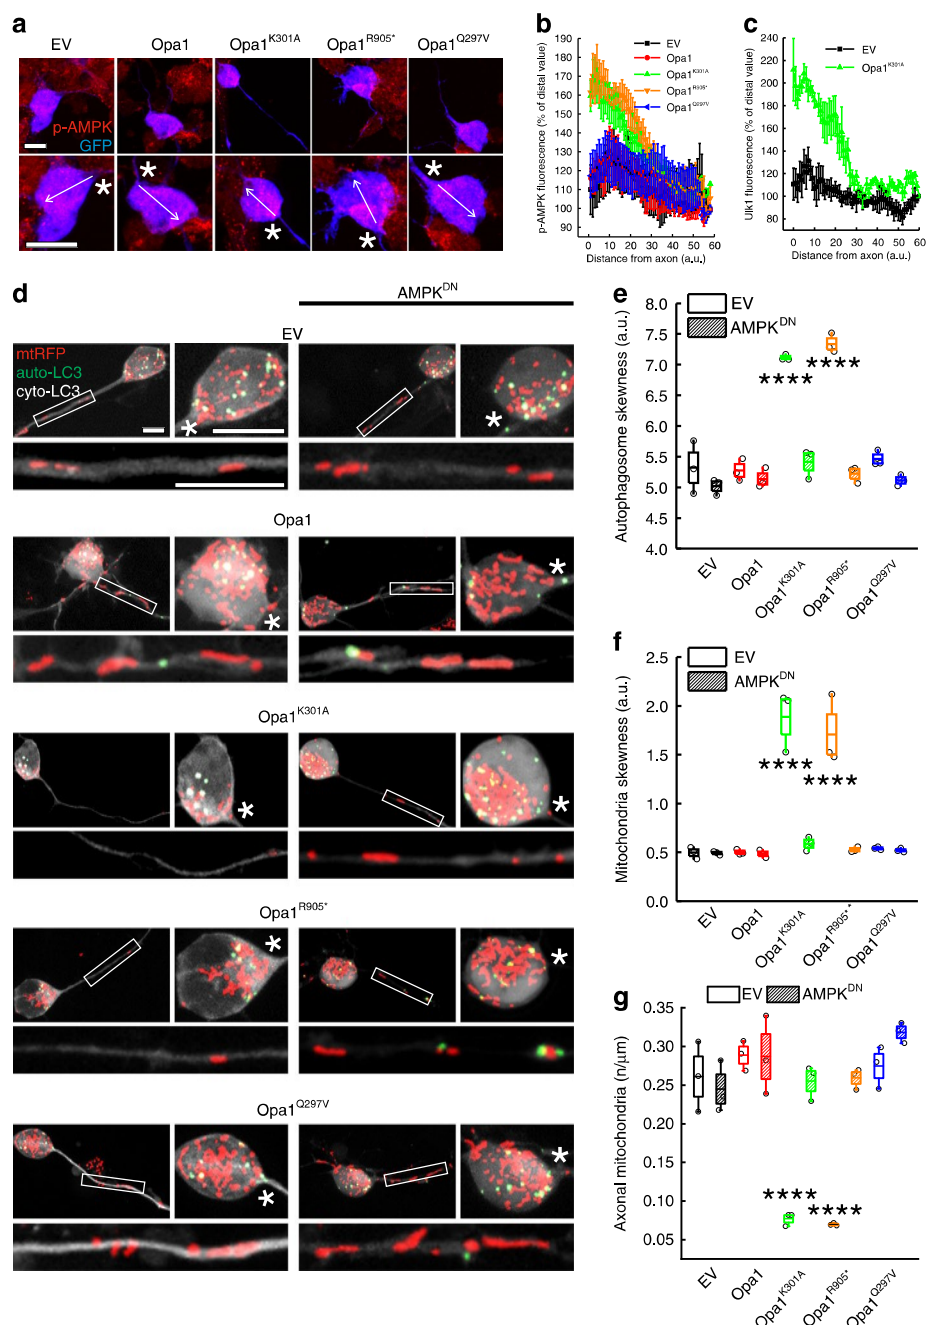 a
EV
Opa1
Opa1K301A
Opa1R905*
Opa1Q297V
p-AMPK
GFP
*
*
*
*
*
b
p-AMPK fluorescence (% of distal value)
190
180
170
160
150
140
130
120
110
100
90
0 10 20 30 40 50 60
Distance from axon (a.u.)
EV
Opa1
Opa1K301A
Opa1R905*
Opa1Q297V
c
Ulk1 fluorescence (% of distal value)
240
220
200
180
160
140
120
100
80
0 10 20 30 40 50 60
Distance from axon (a.u.)
EV
Opa1K301A
d
AMPKDN
EV
mtRFP
auto-LC3
cyto-LC3
*
*
Opa1
*
*
Opa1K301A
*
*
Opa1R905*
*
*
Opa1Q297V
*
*
e
Autophagosome skewness (a.u.)
8.0
7.5
7.0
6.5
6.0
5.5
5.0
4.5
4.0
EV
AMPKDN
****
****
EV
Opa1
Opa1K301A
Opa1R905*
Opa1Q297V
f
Mitochondria skewness (a.u.)
2.5
2.0
1.5
1.0
0.5
0.0
EV
AMPKDN
****
****
EV
Opa1
Opa1K301A
Opa1R905**
Opa1Q297V
g
Axonal mitochondria (n/µm)
0.35
0.30
0.25
0.20
0.15
0.10
0.05
EV
AMPKDN
****
****
EV
Opa1
Opa1K301A
Opa1R905*
Opa1Q297V